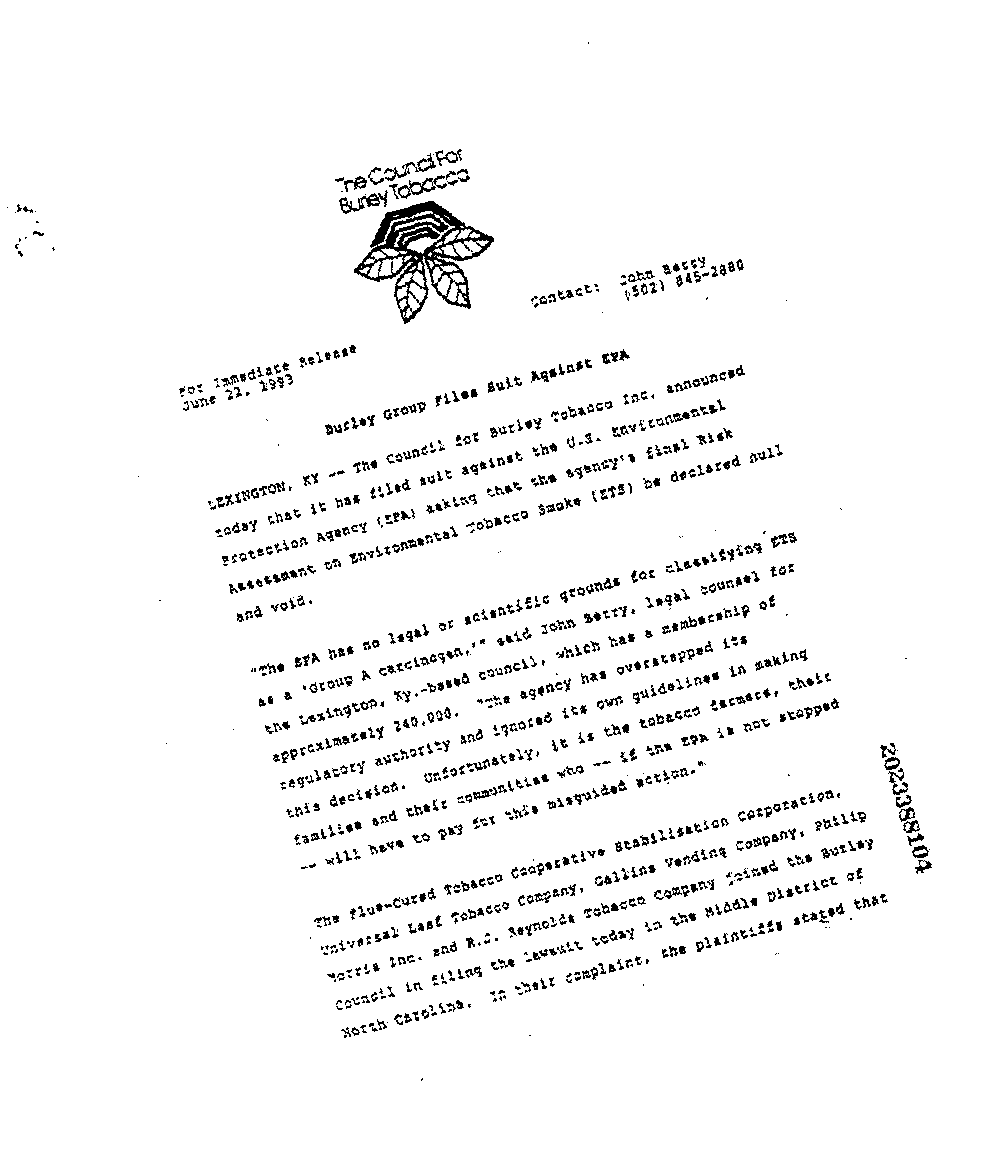 The Council For
Burley Tobacco
Contact: John Berry
(502) 845-2880
For Immediate Release
June 22, 1993
Burley Group Files Suit Against EPA
LEXINGTON, KY -- The Council for Burley Tobacco Inc. announced
today that it has filed suit against the U.S. Environmental
Protection Agency (EPA) asking that the agency's final Risk
Assessment on Environmental Tobacco Smoke (ETS) be declared null
and void.
"The EPA has no legal or scientific grounds for classifying ETS
as a 'Group A carcinogen,'" said John Berry, legal counsel for
the Lexington, Ky.-based council, which has a membership of
approximately 240,000. "The agency has overstepped its
regulatory authority and ignored its own guidelines in making
this decision. Unfortunately, it is the tobacco farmers, their
families and their communities who -- if the EPA is not stopped
-- will have to pay for this misguided action."
The Flue-Cured Tobacco Cooperative Stabilization Corporation,
Universal Leaf Tobacco Company, Gallins Vending Company, Philip
Morris Inc. and R.J. Reynolds Tobacco Company joined the Burley
Council in filing the lawsuit today in the Middle District of
North Carolina. In their complaint, the plaintiffs stated that
2023388104